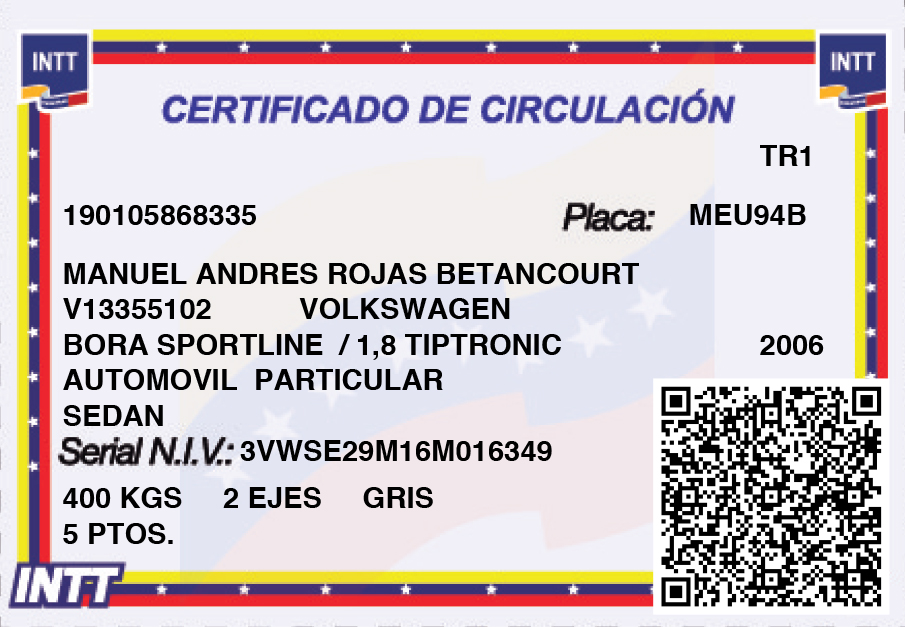 INTT
INTT
CERTIFICADO DE CIRCULACIÓN
TR1
190105868335 Placa: MEU94B
MANUEL ANDRES ROJAS BETANCOURT
V13355102 VOLKSWAGEN
BORA SPORTLINE / 1,8 TIPTRONIC 2006
AUTOMOVIL PARTICULAR
SEDAN
Serial N.I.V.: 3VWSE29M16M016349
400 KGS 2 EJES GRIS
5 PTOS.
INTT